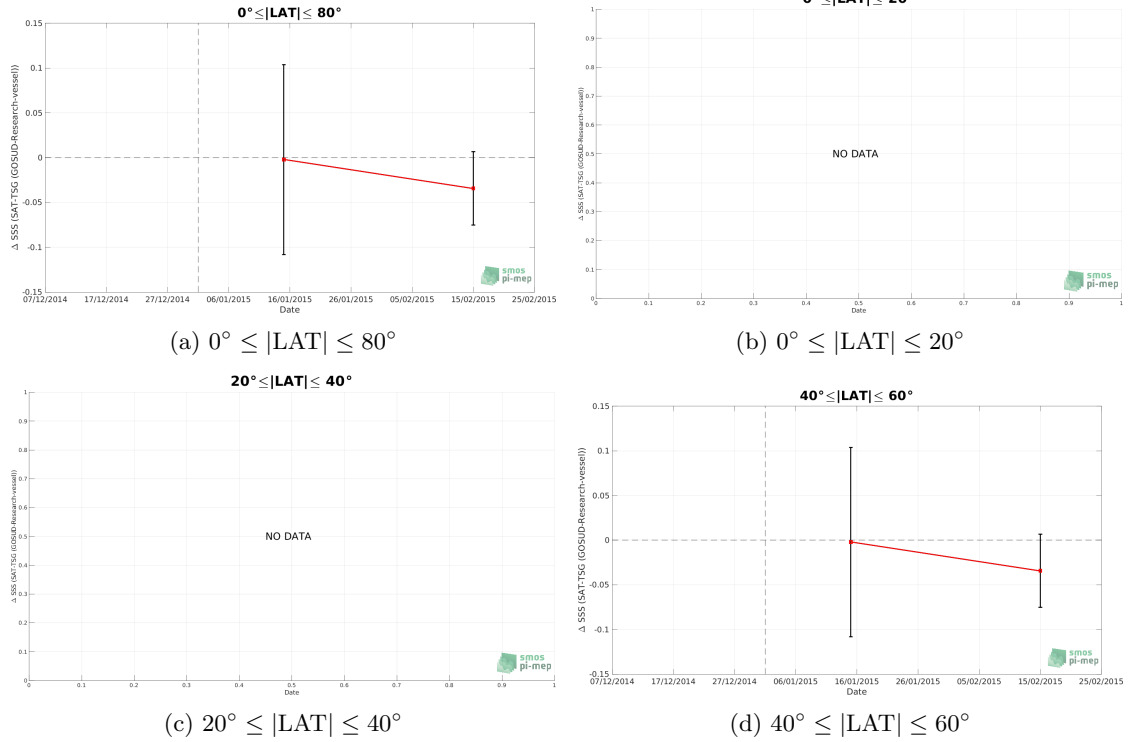 0°≤|LAT|≤ 80°
0.15
0.1
0.05
0
-0.05
-0.1
-0.15
Δ SSS (SAT-TSG (GOSUD-Research-vessel))
07/12/2014 17/12/2014 27/12/2014 06/01/2015 16/01/2015 26/01/2015 05/02/2015 15/02/2015 25/02/2015
Date
smos
pi-mep
(a) 0° ≤ |LAT| ≤ 80°
1
0.9
0.8
0.7
0.6
0.5
0.4
0.3
0.2
0.1
0
Δ SSS (SAT-TSG (GOSUD-Research-vessel))
NO DATA
0 0.1 0.2 0.3 0.4 0.5 0.6 0.7 0.8 0.9 1
Date
smos
pi-mep
(b) 0° ≤ |LAT| ≤ 20°
20°≤|LAT|≤ 40°
1
0.9
0.8
0.7
0.6
0.5
0.4
0.3
0.2
0.1
0
Δ SSS (SAT-TSG (GOSUD-Research-vessel))
NO DATA
0 0.1 0.2 0.3 0.4 0.5 0.6 0.7 0.8 0.9 1
Date
smos
pi-mep
(c) 20° ≤ |LAT| ≤ 40°
40°≤|LAT|≤ 60°
0.15
0.1
0.05
0
-0.05
-0.1
-0.15
Δ SSS (SAT-TSG (GOSUD-Research-vessel))
07/12/2014 17/12/2014 27/12/2014 06/01/2015 16/01/2015 26/01/2015 05/02/2015 15/02/2015 25/02/2015
Date
smos
pi-mep
(d) 40° ≤ |LAT| ≤ 60°